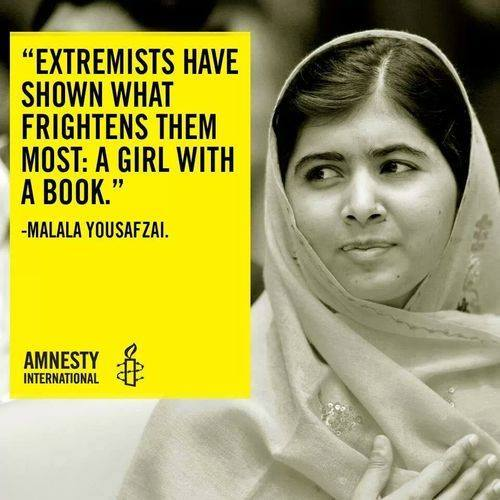 “EXTREMISTS HAVE
SHOWN WHAT
FRIGHTENS THEM
MOST: A GIRL WITH
A BOOK.”
-MALALA YOUSAFZAI.
AMNESTY
INTERNATIONAL